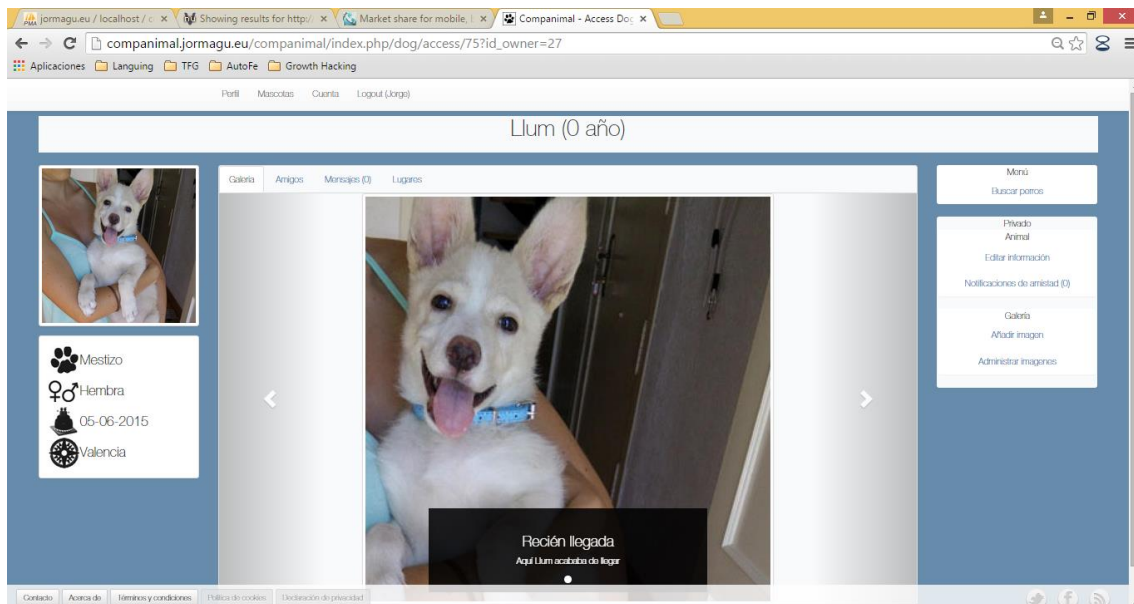 jormagu.eu / localhost / c
Showing results for http:/
Market share for mobile,
Companimal - Access Dog
companimal.jormagu.eu/companimal/index.php/dog/access/75?id_owner=27
Aplicaciones Languing TFG AutoFe Growth Hacking
Perfil Mascotas Cuenta Logout (Jorge)
Llum (0 año)
Galería Amigos Mensajes (0) Lugares
Mestizo
Hembra
05-06-2015
Valencia
Recién llegada
Aquí Llum acababa de llegar
Menú
Buscar perros
Privado
Animal
Editar información
Notificaciones de amistad (0)
Galería
Añadir imagen
Administrar imagenes
Contacto Acerca de Términos y condiciones Política de cookies Declaración de privacidad